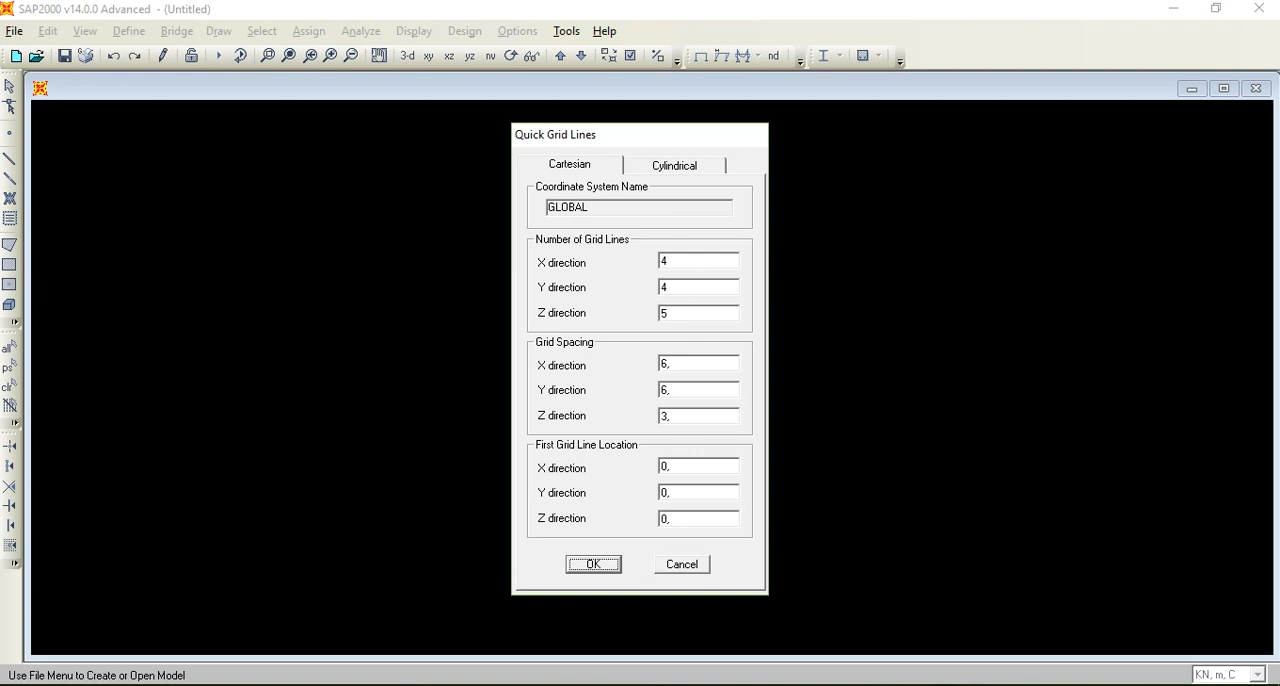 SAP2000 v14.0.0 Advanced  - (Untitled)
File Edit View Define Bridge Draw Select Assign Analyze Display Design Options Tools Help
3-d xy xz yz nv nd
Quick Grid Lines
Cartesian Cylindrical
Coordinate System Name
GLOBAL
Number of Grid Lines
X direction 4
Y direction 4
Z direction 5
Grid Spacing
X direction 6,
Y direction 6,
Z direction 3,
First Grid Line Location
X direction 0,
Y direction 0,
Z direction 0,
OK Cancel
all
ps
clr
Use File Menu to Create or Open Model KN, m, C